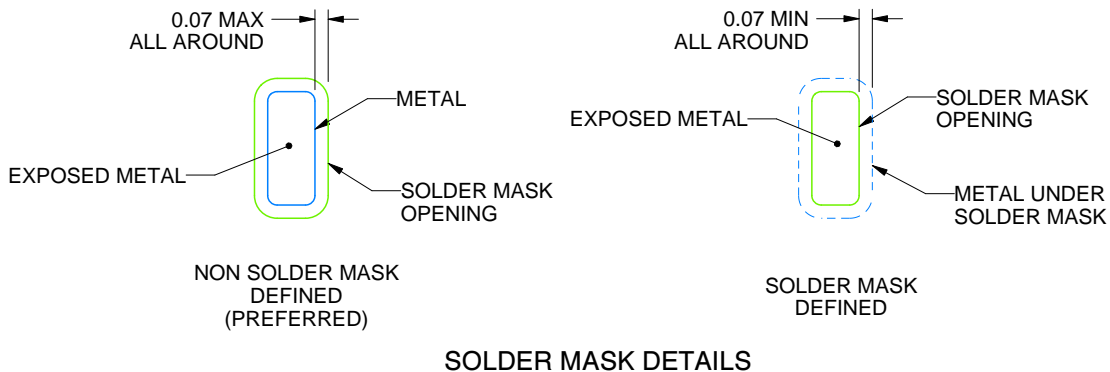 0.07 MAX
ALL AROUND
METAL
EXPOSED METAL
SOLDER MASK
OPENING
NON SOLDER MASK
DEFINED
(PREFERRED)
0.07 MIN
ALL AROUND
EXPOSED METAL
SOLDER MASK
OPENING
METAL UNDER
SOLDER MASK
SOLDER MASK
DEFINED
SOLDER MASK DETAILS